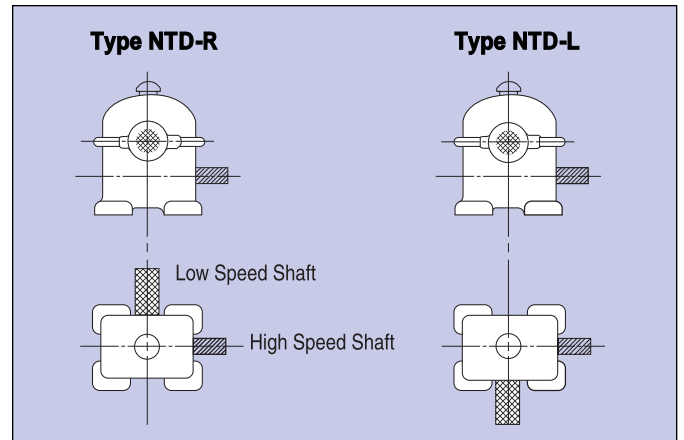 Type NTD-R
Type NTD-L
Low Speed Shaft
High Speed Shaft